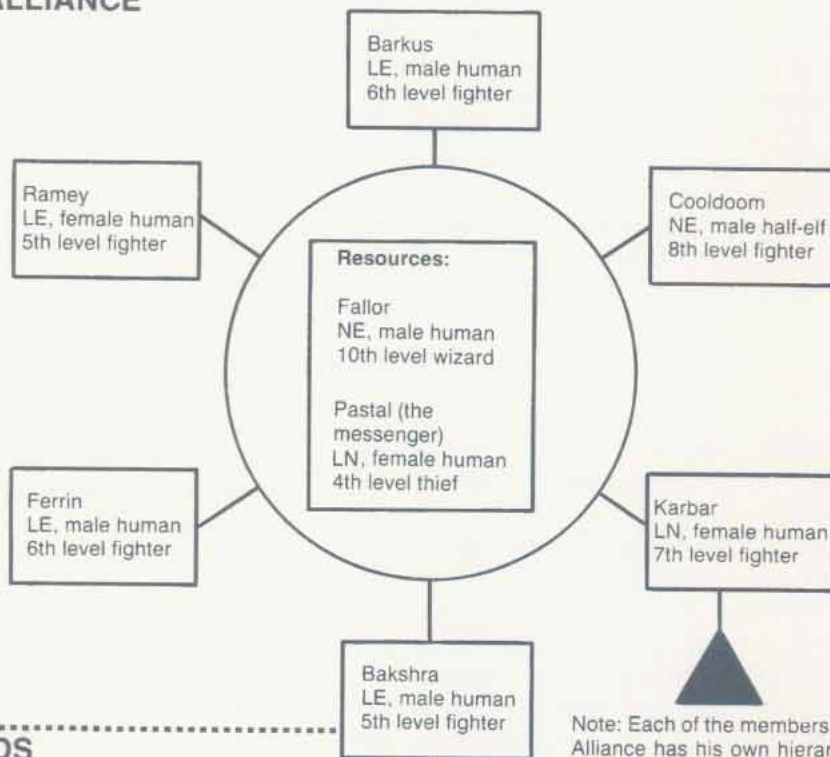 ALLIANCE
Barkus
LE, male human
6th level fighter
Ramey
LE, female human
5th level fighter
Cooldoom
NE, male half-elf
8th level fighter
Resources:
Fallor
NE, male human
10th level wizard
Pastal (the
messenger)
LN, female human
4th level thief
Ferrin
LE, male human
6th level fighter
Karbar
LN, female human
7th level fighter
Bakshra
LE, male human
5th level fighter
Note: Each of the members
Alliance has his own hierar
DS